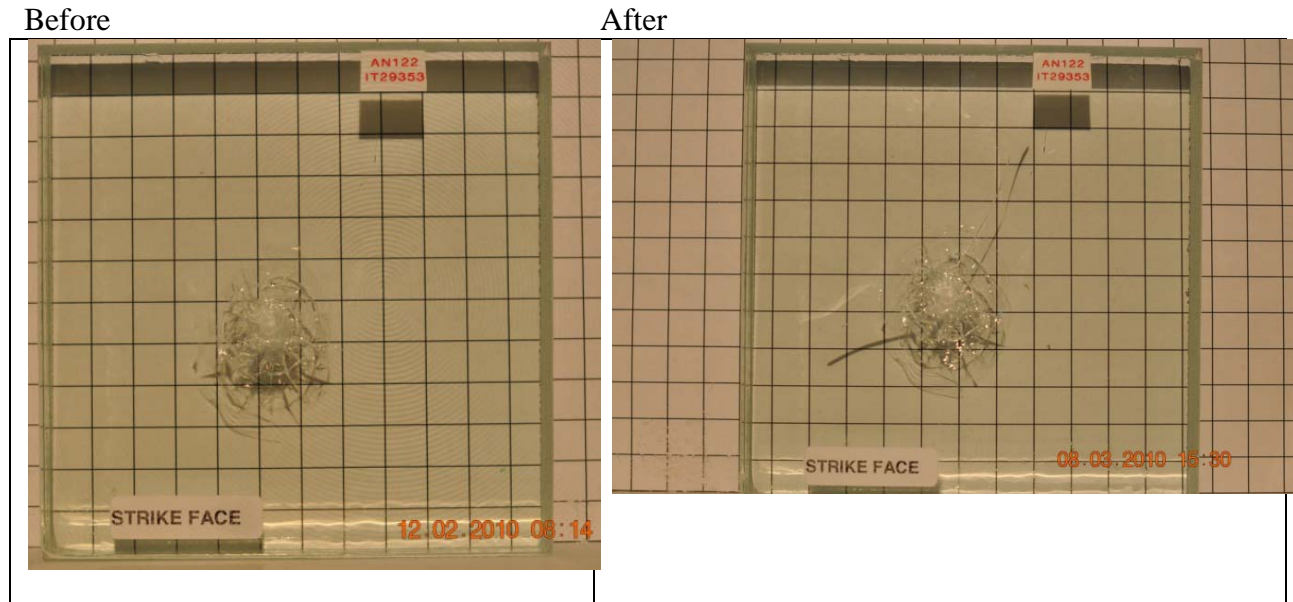 Before
After
AN122
IT29353
STRIKE FACE
12.02.2010 08:14
AN122
IT29353
STRIKE FACE
08.03.2010 15:30